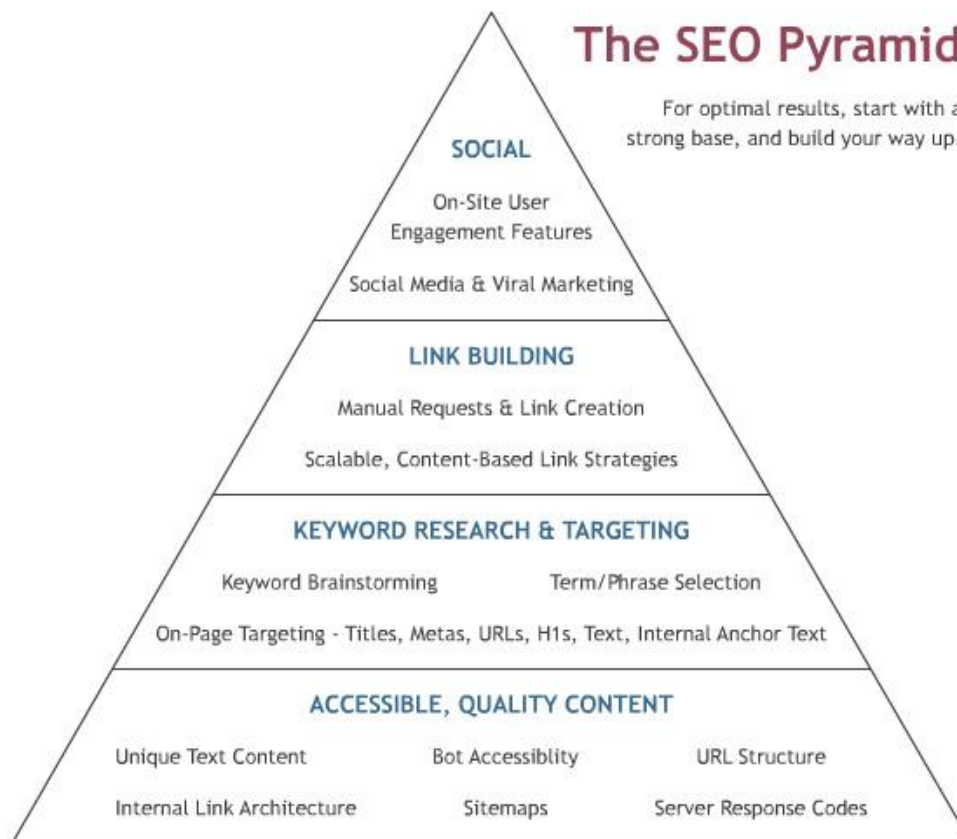 The SEO Pyramid
For optimal results, start with a
strong base, and build your way up.
SOCIAL
On-Site User
Engagement Features
Social Media & Viral Marketing
LINK BUILDING
Manual Requests & Link Creation
Scalable, Content-Based Link Strategies
KEYWORD RESEARCH & TARGETING
Keyword Brainstorming Term/Phrase Selection
On-Page Targeting - Titles, Metas, URLs, H1s, Text, Internal Anchor Text
ACCESSIBLE, QUALITY CONTENT
Unique Text Content Bot Accessiblity URL Structure
Internal Link Architecture Sitemaps Server Response Codes